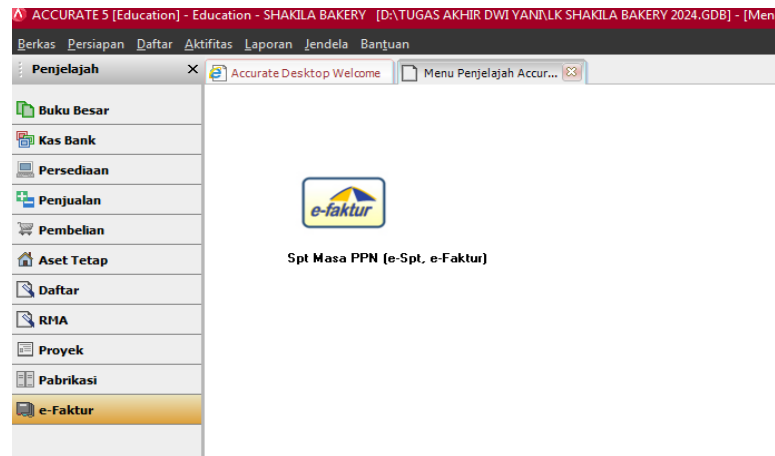 ACCURATE 5 [Education] - Education - SHAKILA BAKERY [D:\TUGAS AKHIR DWI YANI\LK SHAKILA BAKERY 2024.GDB] - [Men
Berkas Persiapan Daftar Aktifitas Laporan Jendela Bantuan
Penjelajah X Accurate Desktop Welcome Menu Penjelajah Accur...
Buku Besar
Kas Bank
Persediaan
Penjualan
Pembelian
Aset Tetap
Daftar
RMA
Proyek
Pabrikasi
e-Faktur
e-faktur
Spt Masa PPN (e-Spt, e-Faktur)